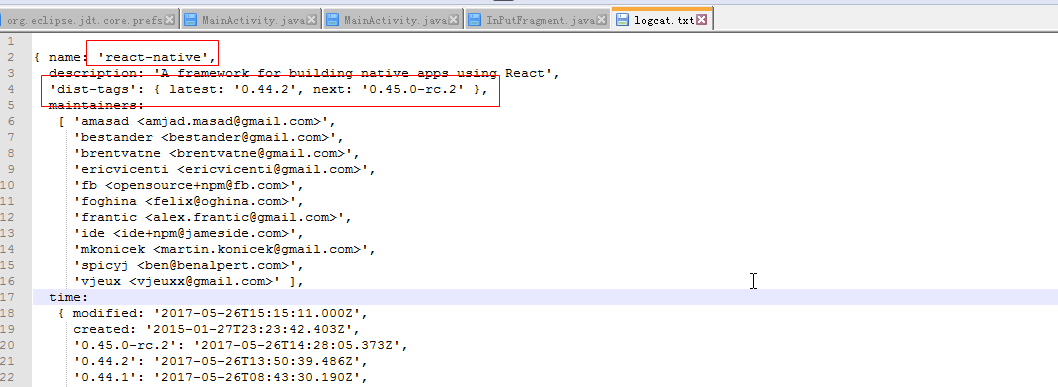 org.eclipse.jdt.core.prefs MainActivity.java MainActivity.java InPutFragment.java logcat.txt
1
2 { name: 'react-native',
3 description: 'A framework for building native apps using React',
4 'dist-tags': { latest: '0.44.2', next: '0.45.0-rc.2' },
5 maintainers:
6 [ 'amasad <amjad.masad@gmail.com>',
7 'bestander <bestander@gmail.com>',
8 'brentvatne <brentvatne@gmail.com>',
9 'ericvicenti <ericvicenti@gmail.com>',
10 'fb <opensource+npm@fb.com>',
11 'foghina <felix@oghina.com>',
12 'frantic <alex.frantic@gmail.com>',
13 'ide <ide+npm@jameside.com>',
14 'mkonicek <martin.konicek@gmail.com>',
15 'spicyj <ben@benalpert.com>',
16 'vjeux <vjeuxx@gmail.com>' ],
17 time:
18 { modified: '2017-05-26T15:15:11.000Z',
19 created: '2015-01-27T23:23:42.403Z',
20 '0.45.0-rc.2': '2017-05-26T14:28:05.373Z',
21 '0.44.2': '2017-05-26T13:50:39.486Z',
22 '0.44.1': '2017-05-26T08:43:30.190Z',